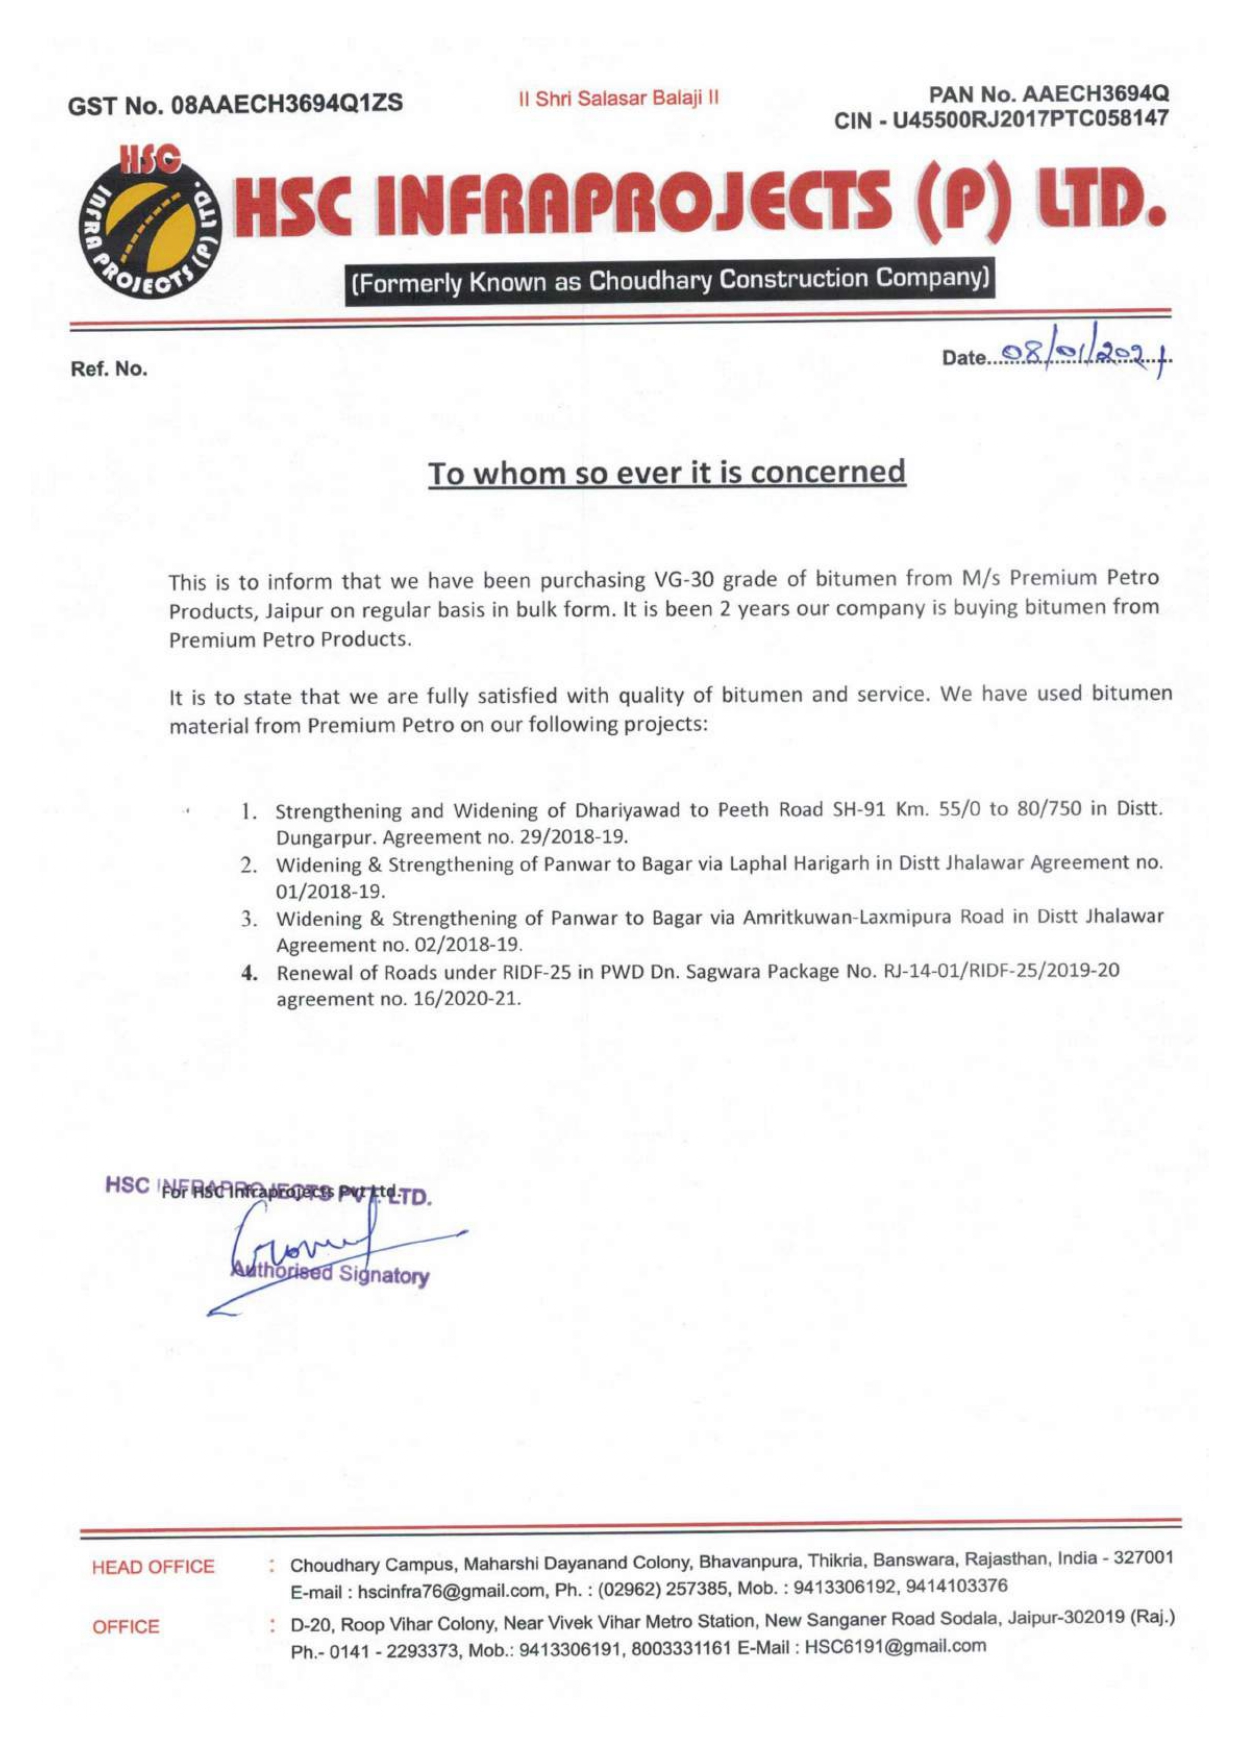 GST No. 08AAECH3694Q1ZS
II Shri Salasar Balaji II
PAN No. AAECH3694Q
CIN - U45500RJ2017PTC058147
HSC
INFRA PROJECTS (P) LTD.
HSC INFRAPROJECTS (P) LTD.
(Formerly Known as Choudhary Construction Company)
Ref. No.
Date 08/01/2021
To whom so ever it is concerned
This is to inform that we have been purchasing VG-30 grade of bitumen from M/s Premium Petro
Products, Jaipur on regular basis in bulk form. It is been 2 years our company is buying bitumen from
Premium Petro Products.
It is to state that we are fully satisfied with quality of bitumen and service. We have used bitumen
material from Premium Petro on our following projects:
1. Strengthening and Widening of Dhariyawad to Peeth Road SH-91 Km. 55/0 to 80/750 in Distt.
Dungarpur. Agreement no. 29/2018-19.
2. Widening & Strengthening of Panwar to Bagar via Laphal Harigarh in Distt Jhalawar Agreement no.
01/2018-19.
3. Widening & Strengthening of Panwar to Bagar via Amritkuwan-Laxmipura Road in Distt Jhalawar
Agreement no. 02/2018-19.
4. Renewal of Roads under RIDF-25 in PWD Dn. Sagwara Package No. RJ-14-01/RIDF-25/2019-20
agreement no. 16/2020-21.
HSC INFRAPROJECTS PVT. LTD.
For HSC Infraprojects Pvt Ltd.
Authorised Signatory
HEAD OFFICE : Choudhary Campus, Maharshi Dayanand Colony, Bhavanpura, Thikria, Banswara, Rajasthan, India - 327001
E-mail : hscinfra76@gmail.com, Ph. : (02962) 257385, Mob. : 9413306192, 9414103376
OFFICE : D-20, Roop Vihar Colony, Near Vivek Vihar Metro Station, New Sanganer Road Sodala, Jaipur-302019 (Raj.)
Ph.- 0141 - 2293373, Mob.: 9413306191, 8003331161 E-Mail : HSC6191@gmail.com